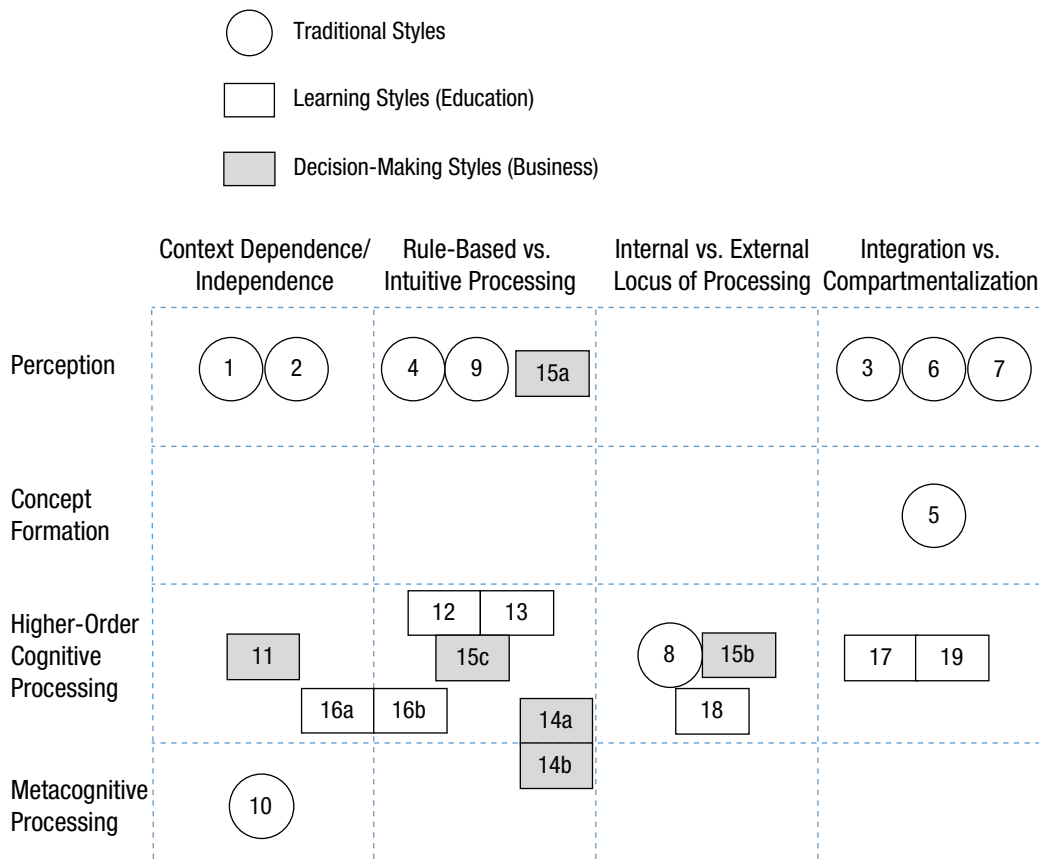 Traditional Styles
Learning Styles (Education)
Decision-Making Styles (Business)
Context Dependence/
Independence
Rule-Based vs.
Intuitive Processing
Internal vs. External
Locus of Processing
Integration vs.
Compartmentalization
Perception
1 2 4 9 15a 3 6 7
Concept
Formation
5
Higher-Order
Cognitive
Processing
12 13
11 15c 8 15b 17 19
16a 16b 14a 18
14b
Metacognitive
Processing
10